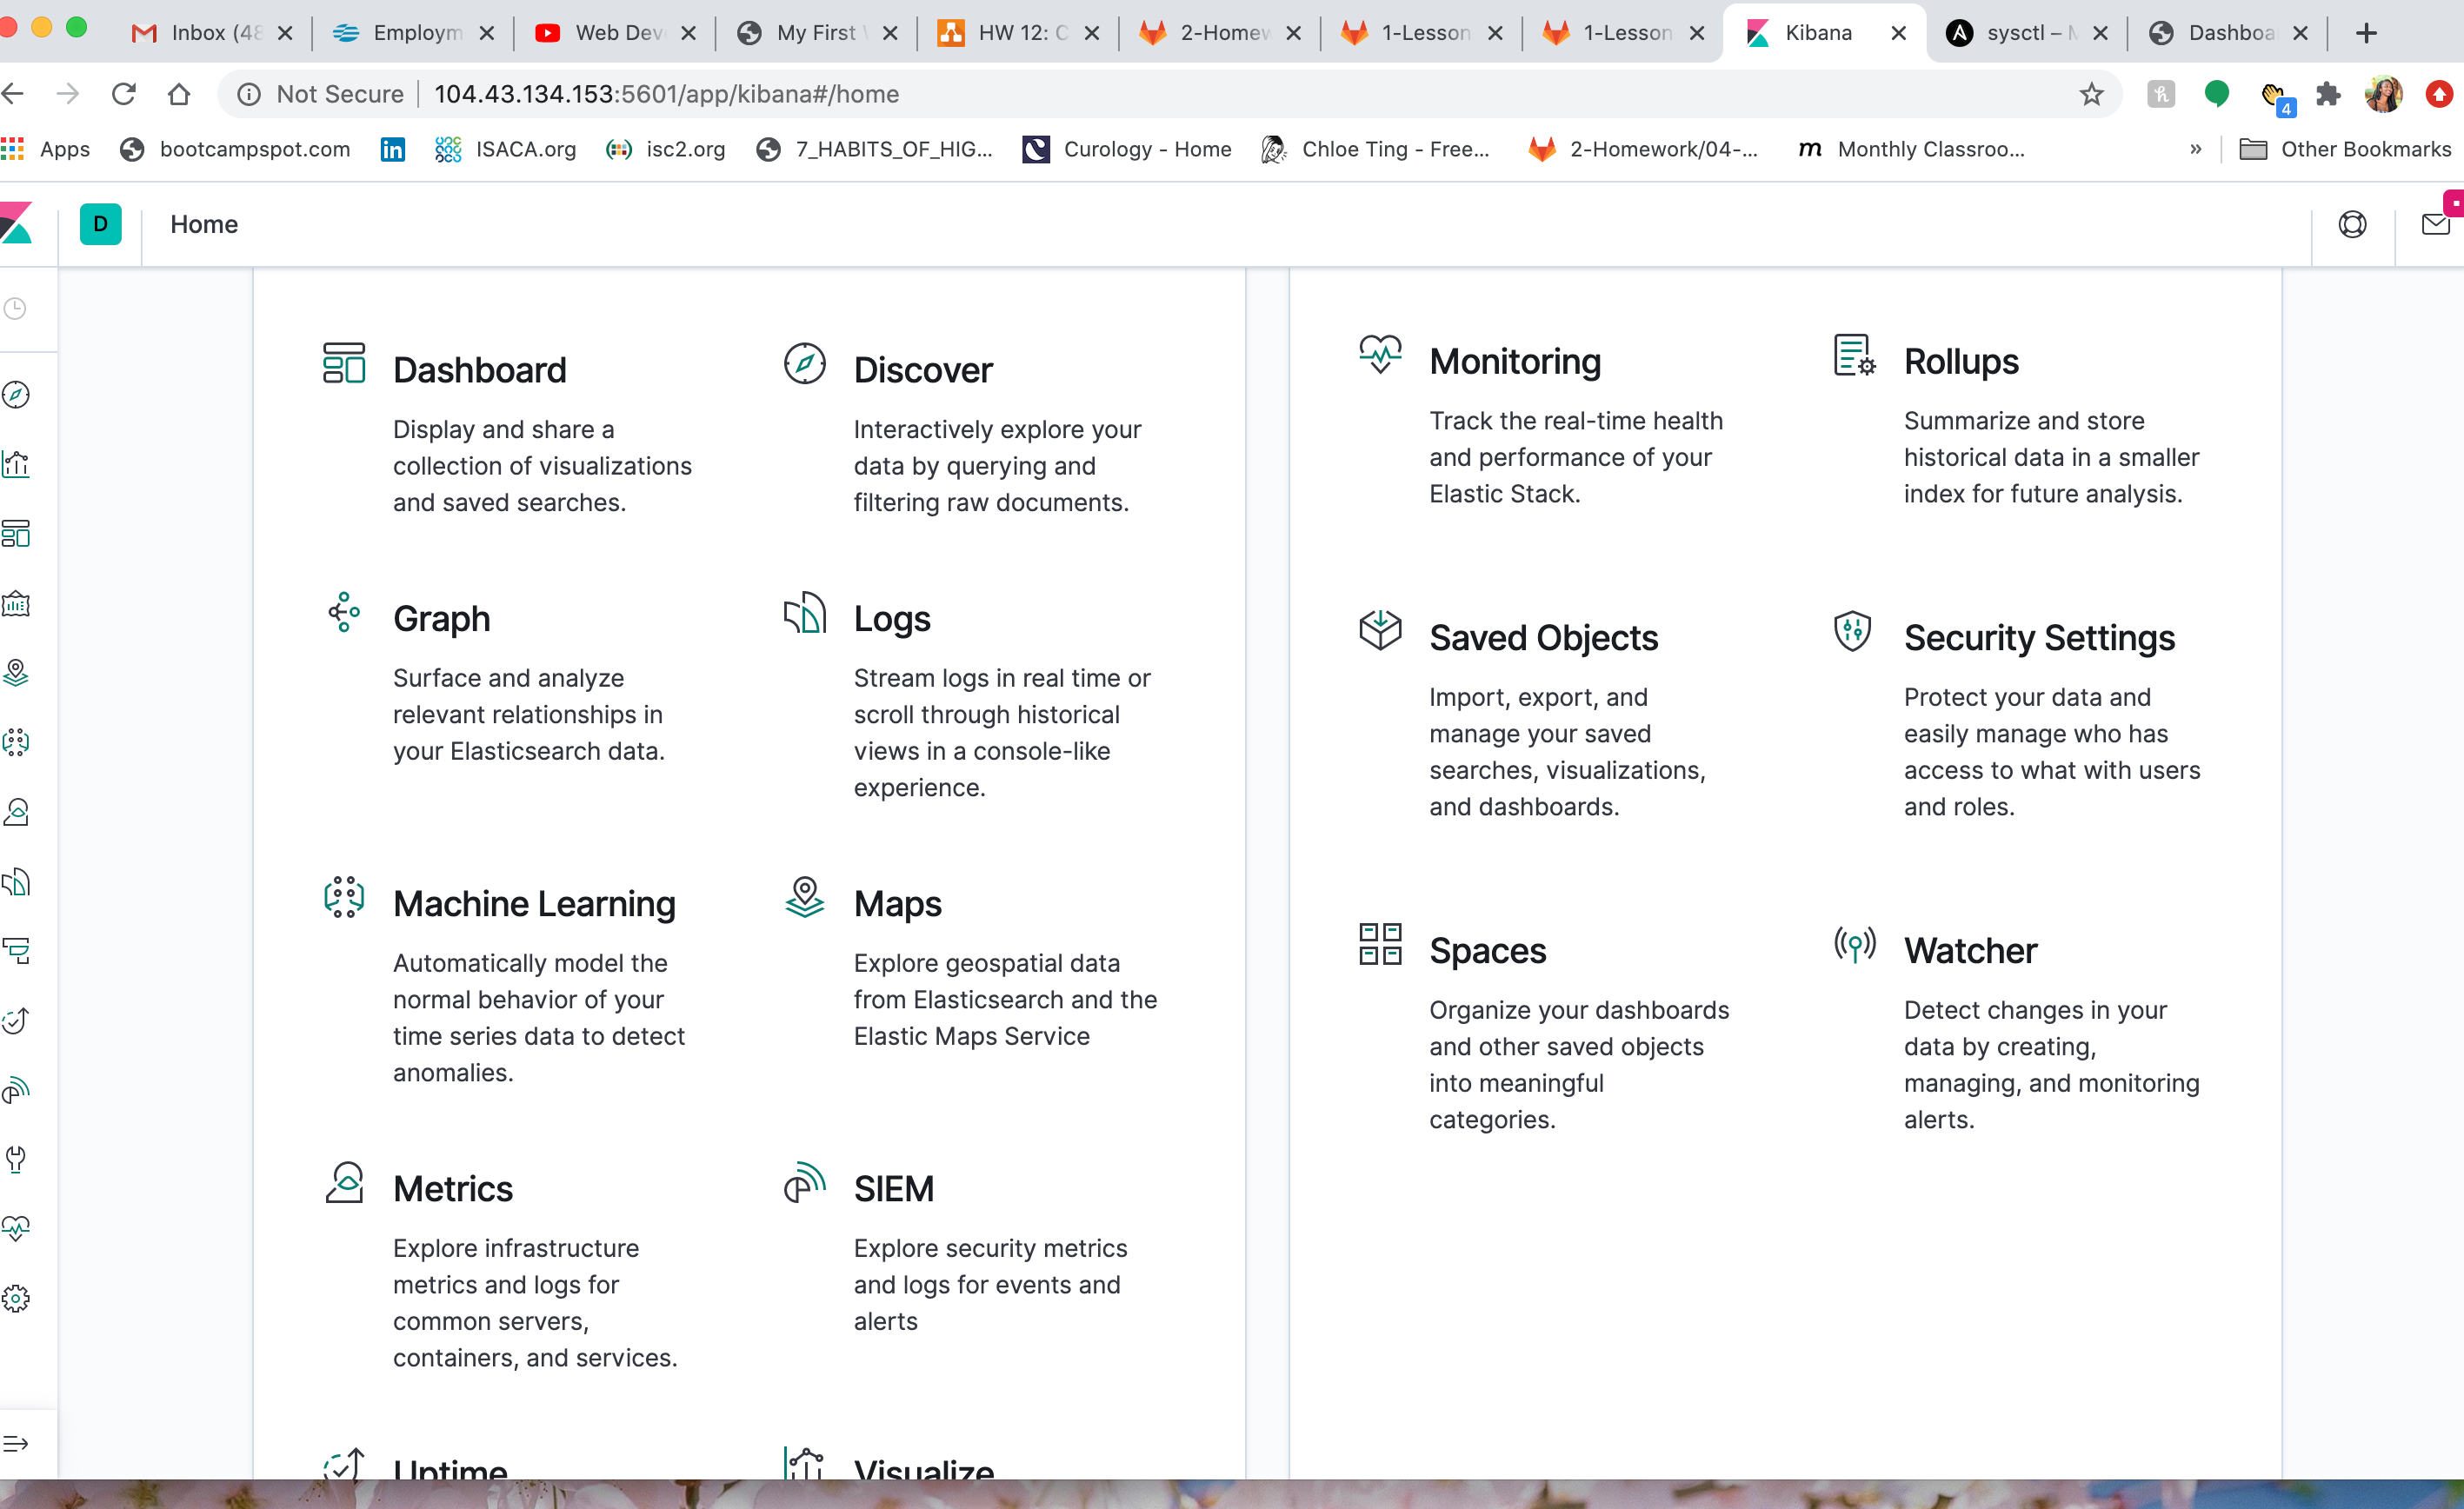 Inbox (48
Employm
Web Dev
My First
HW 12: C
2-Homew
1-Lesson
1-Lesson
Kibana
sysctl – M
Dashboa
Not Secure
104.43.134.153:5601/app/kibana#/home
4
Apps
bootcampspot.com
ISACA.org
isc2.org
7_HABITS_OF_HIG...
Curology - Home
Chloe Ting - Free...
2-Homework/04-...
Monthly Classroo...
»
Other Bookmarks
D
Home
Dashboard
Display and share a
collection of visualizations
and saved searches.
Discover
Interactively explore your
data by querying and
filtering raw documents.
Graph
Surface and analyze
relevant relationships in
your Elasticsearch data.
Logs
Stream logs in real time or
scroll through historical
views in a console-like
experience.
Machine Learning
Automatically model the
normal behavior of your
time series data to detect
anomalies.
Maps
Explore geospatial data
from Elasticsearch and the
Elastic Maps Service
Metrics
Explore infrastructure
metrics and logs for
common servers,
containers, and services.
SIEM
Explore security metrics
and logs for events and
alerts
Uptime
Visualize
Monitoring
Track the real-time health
and performance of your
Elastic Stack.
Rollups
Summarize and store
historical data in a smaller
index for future analysis.
Saved Objects
Import, export, and
manage your saved
searches, visualizations,
and dashboards.
Security Settings
Protect your data and
easily manage who has
access to what with users
and roles.
Spaces
Organize your dashboards
and other saved objects
into meaningful
categories.
Watcher
Detect changes in your
data by creating,
managing, and monitoring
alerts.